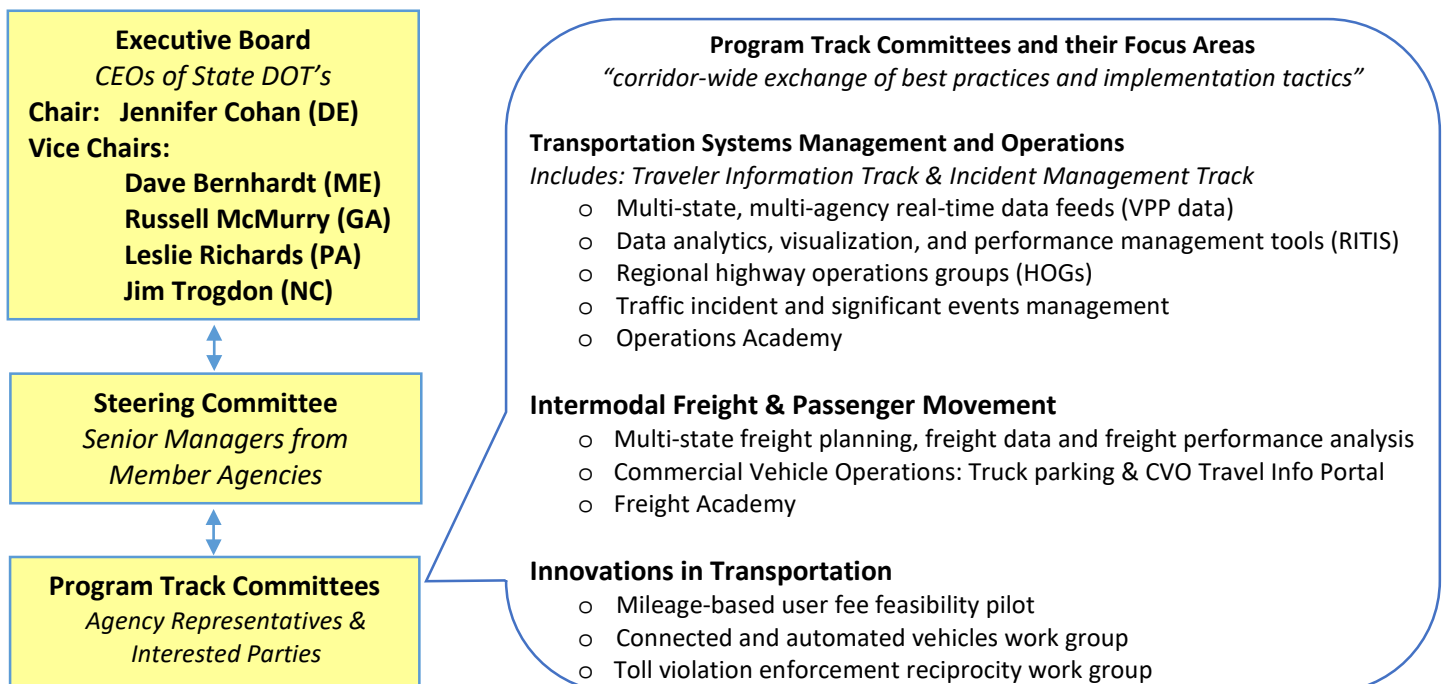 Executive Board
CEOs of State DOT's
Chair: Jennifer Cohan (DE)
Vice Chairs:
Dave Bernhardt (ME)
Russell McMurry (GA)
Leslie Richards (PA)
Jim Trogdon (NC)
Steering Committee
Senior Managers from
Member Agencies
Program Track Committees
Agency Representatives &
Interested Parties
Program Track Committees and their Focus Areas
“corridor-wide exchange of best practices and implementation tactics”
Transportation Systems Management and Operations
Includes: Traveler Information Track & Incident Management Track
o Multi-state, multi-agency real-time data feeds (VPP data)
o Data analytics, visualization, and performance management tools (RITIS)
o Regional highway operations groups (HOGs)
o Traffic incident and significant events management
o Operations Academy
Intermodal Freight & Passenger Movement
o Multi-state freight planning, freight data and freight performance analysis
o Commercial Vehicle Operations: Truck parking & CVO Travel Info Portal
o Freight Academy
Innovations in Transportation
o Mileage-based user fee feasibility pilot
o Connected and automated vehicles work group
o Toll violation enforcement reciprocity work group